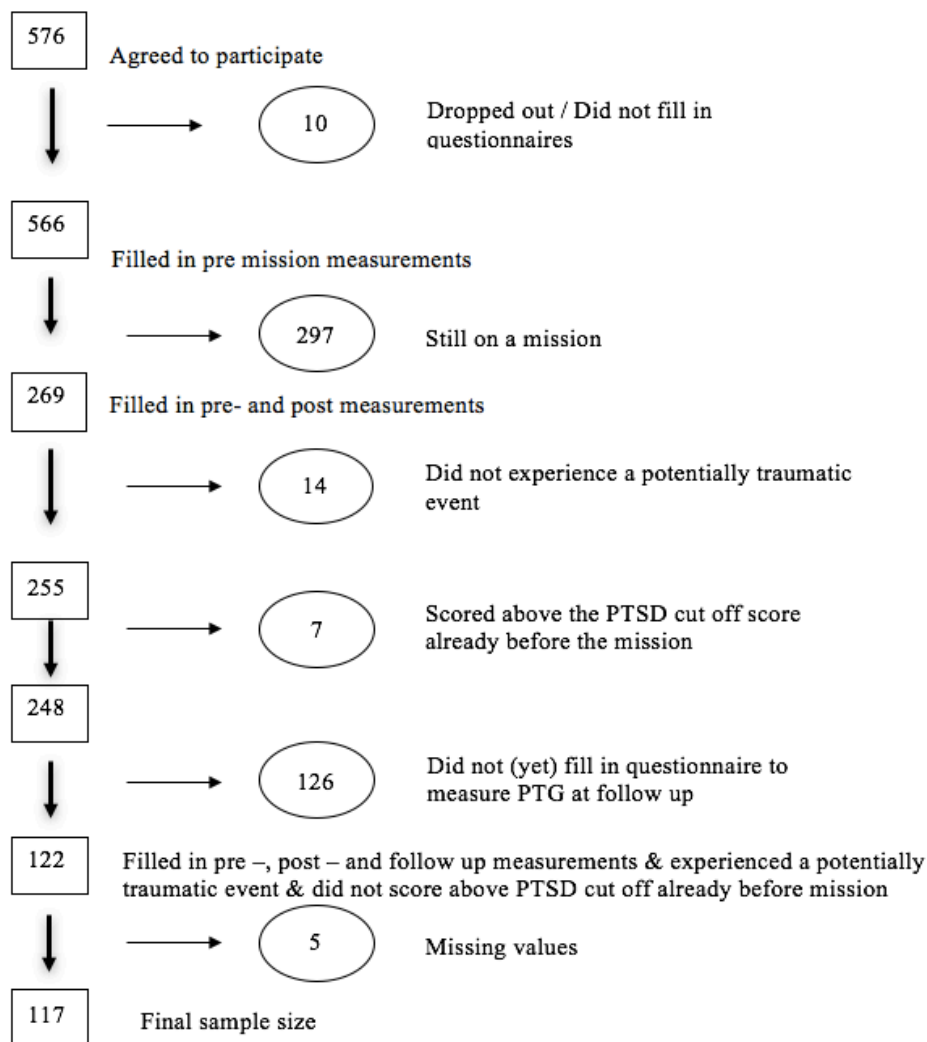 576
Agreed to participate
10
Dropped out / Did not fill in
questionnaires
566
Filled in pre mission measurements
297
Still on a mission
269
Filled in pre- and post measurements
14
Did not experience a potentially traumatic
event
255
7
Scored above the PTSD cut off score
already before the mission
248
126
Did not (yet) fill in questionnaire to
measure PTG at follow up
122
Filled in pre –, post – and follow up measurements & experienced a potentially
traumatic event & did not score above PTSD cut off already before mission
5
Missing values
117
Final sample size